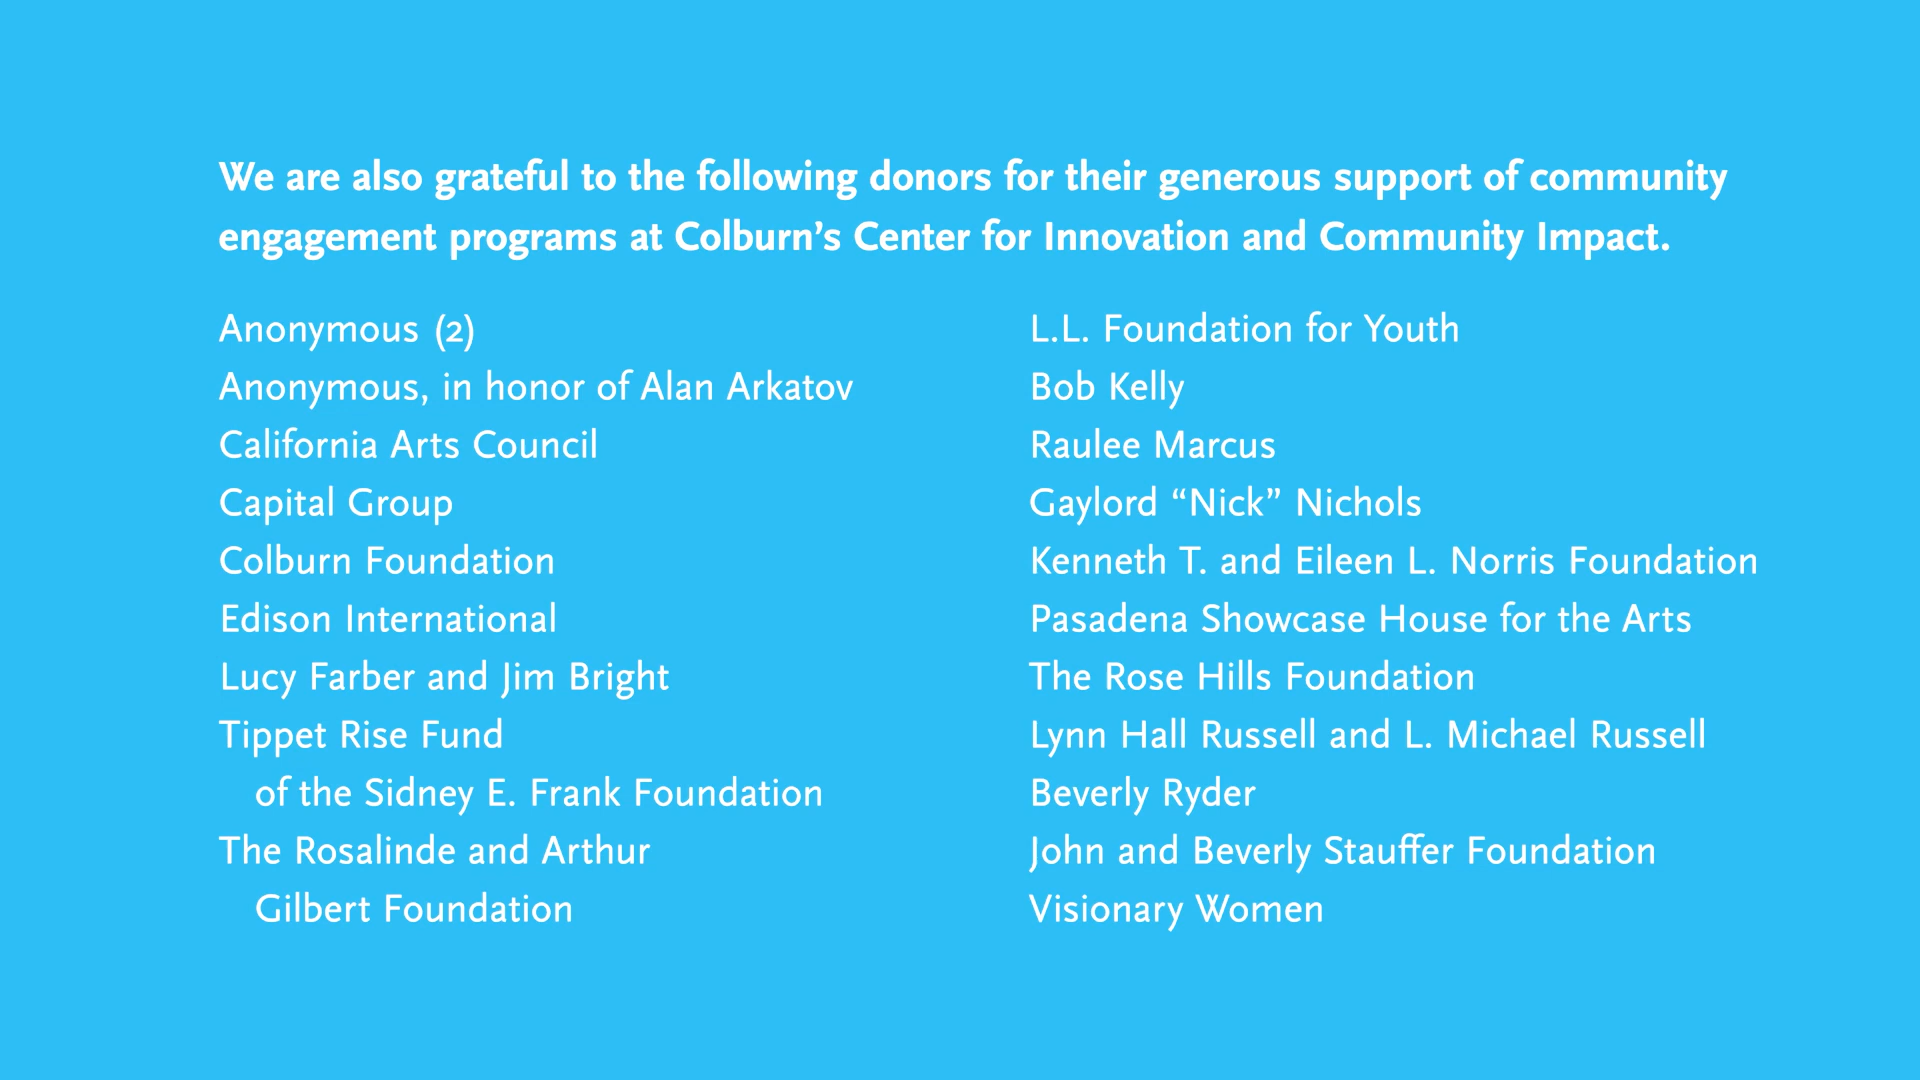 We are also grateful to the following donors for their generous support of community
engagement programs at Colburn’s Center for Innovation and Community Impact.
Anonymous (2)
Anonymous, in honor of Alan Arkatov
California Arts Council
Capital Group
Colburn Foundation
Edison International
Lucy Farber and Jim Bright
Tippet Rise Fund
of the Sidney E. Frank Foundation
The Rosalinde and Arthur
Gilbert Foundation
L.L. Foundation for Youth
Bob Kelly
Raulee Marcus
Gaylord “Nick” Nichols
Kenneth T. and Eileen L. Norris Foundation
Pasadena Showcase House for the Arts
The Rose Hills Foundation
Lynn Hall Russell and L. Michael Russell
Beverly Ryder
John and Beverly Stauffer Foundation
Visionary Women